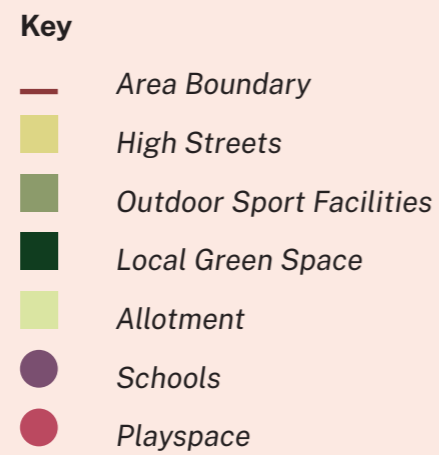 Key
Area Boundary
High Streets
Outdoor Sport Facilities
Local Green Space
Allotment
Schools
Playspace